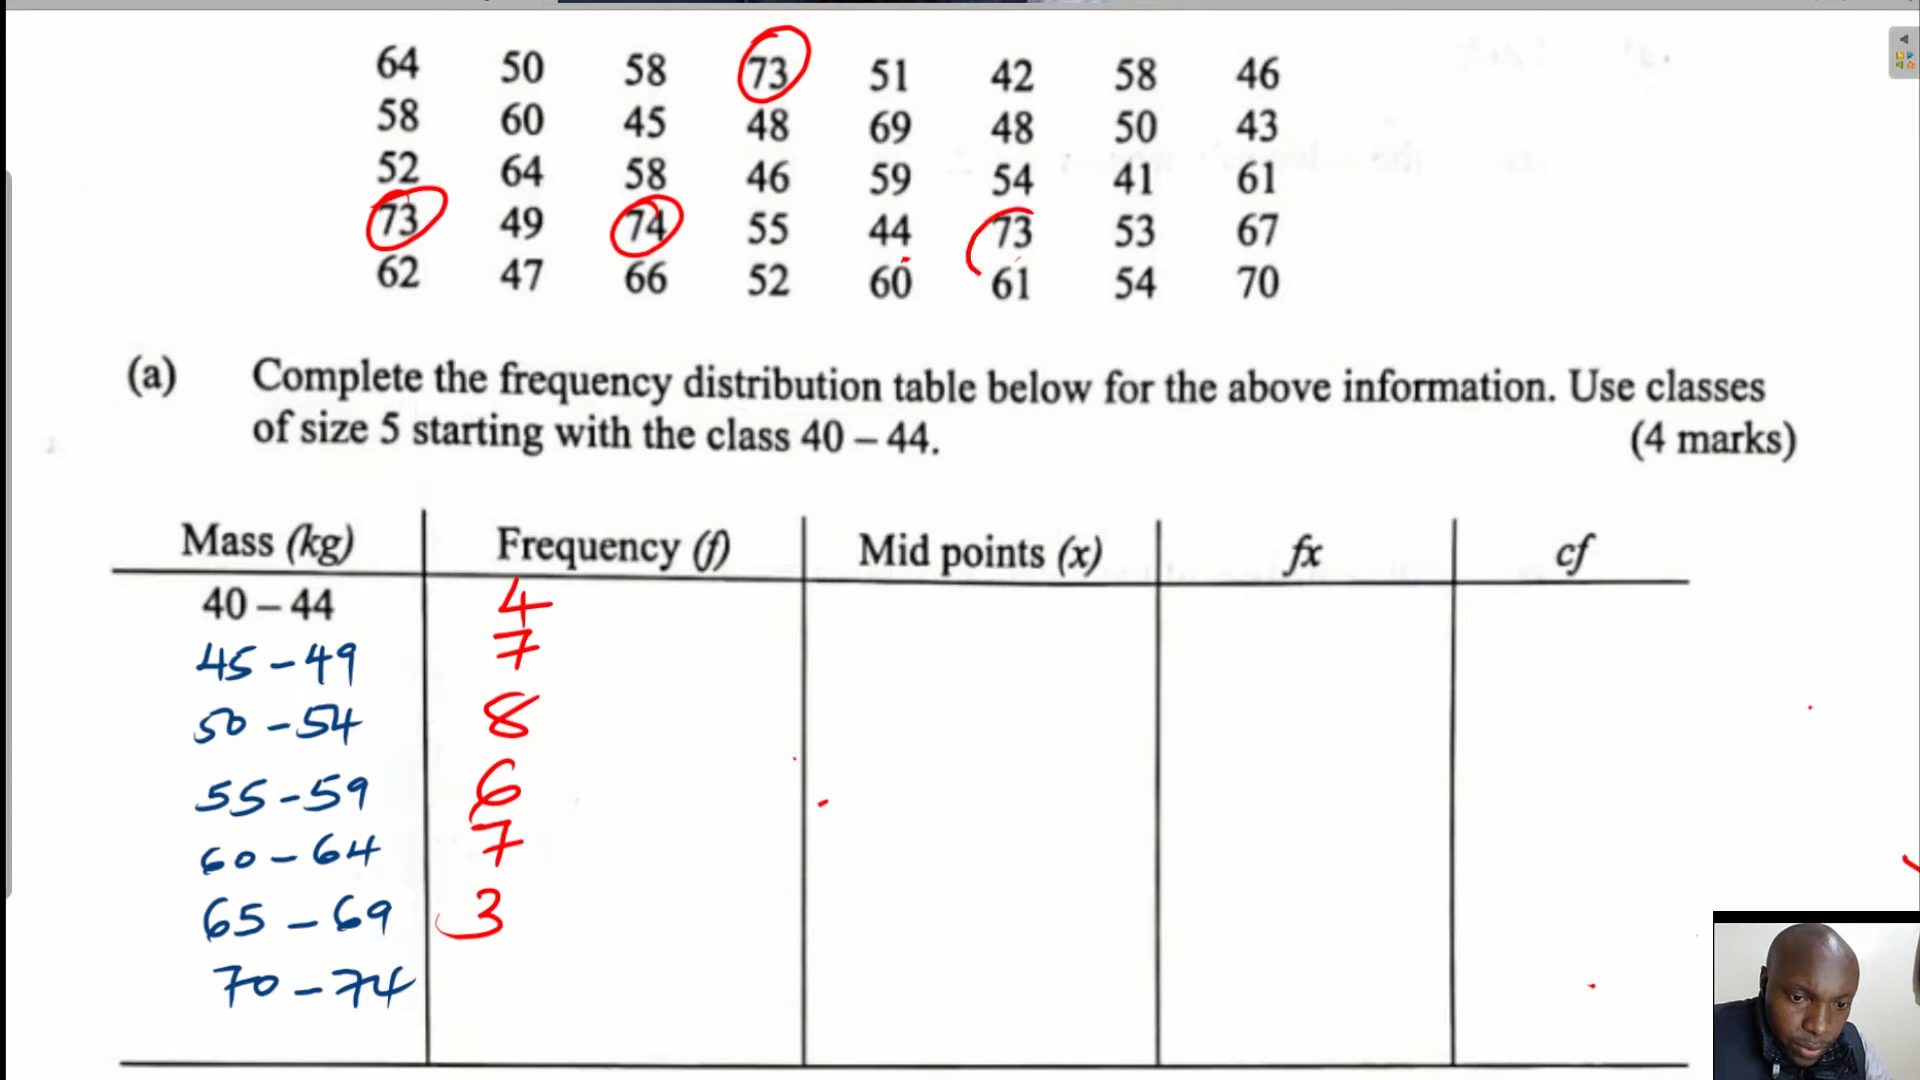 64 50 58 73 51 42 58 46
58 60 45 48 69 48 50 43
52 64 58 46 59 54 41 61
73 49 74 55 44 73 53 67
62 47 66 52 60 61 54 70
(a) Complete the frequency distribution table below for the above information. Use classes
of size 5 starting with the class 40 – 44. (4 marks)
Mass (kg) Frequency (f) Mid points (x) fx cf
40 – 44 4
45 – 49 7
50 – 54 8
55 – 59 6
60 – 64 7
65 – 69 3
70 – 74